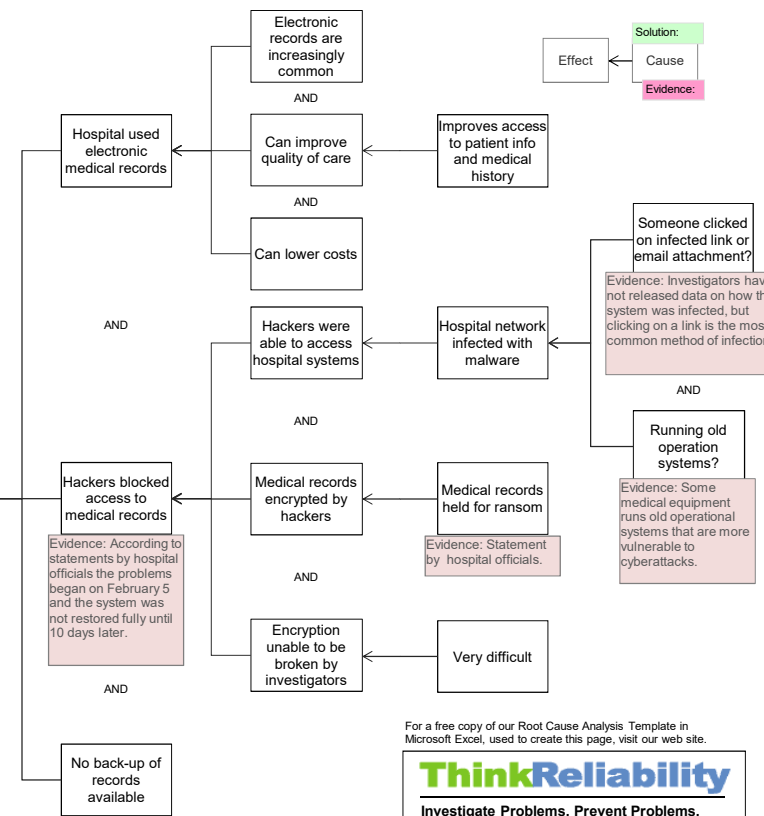 Electronic
records are
increasingly
common
AND
Hospital used
electronic
medical records
Can improve
quality of care
Improves access
to patient info
and medical
history
AND
Can lower costs
Solution:
Effect
Cause
Evidence:
AND
Hackers were
able to access
hospital systems
Hospital network
infected with
malware
Someone clicked
on infected link or
email attachment?
Evidence: Investigators hav
not released data on how th
system was infected, but
clicking on a link is the mos
common method of infection
AND
Running old
operation
systems?
Evidence: Some
medical equipment
runs old operational
systems that are more
vulnerable to
cyberattacks.
AND
Hackers blocked
access to
medical records
Evidence: According to
statements by hospital
officials the problems
began on February 5
and the system was
not restored fully until
10 days later.
Medical records
encrypted by
hackers
Medical records
held for ransom
Evidence: Statement
by hospital officials.
AND
Encryption
unable to be
broken by
investigators
Very difficult
AND
No back-up of
records
available
For a free copy of our Root Cause Analysis Template in
Microsoft Excel, used to create this page, visit our web site.
ThinkReliability
Investigate Problems. Prevent Problems.